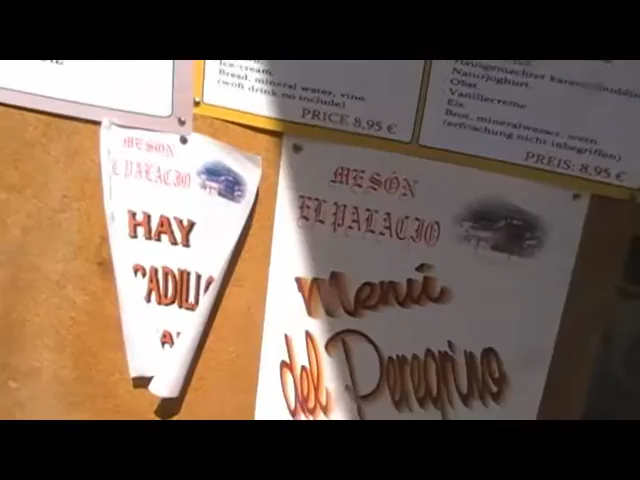 Ice-cream.
Bread, mineral water, vine.
(woft drink no include)
PRICE 8,95 €
Naturjoghurt.
Obst.
Vanillecreme
Eis.
Brot, mineralwasser, wein.
(erfrischung nicht inbegriffen)
PREIS: 8,95 €
MESÓN
EL PALACIO
HAY
MESÓN
EL PALACIO
Menú
del Peregrino